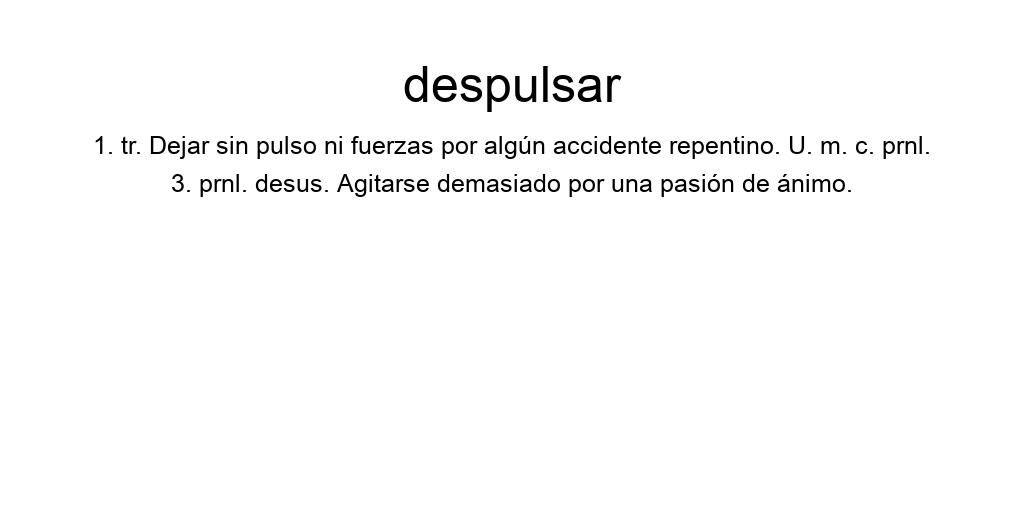 despulsar
1. tr. Dejar sin pulso ni fuerzas por algún accidente repentino. U. m. c. prnl.
3. prnl. desus. Agitarse demasiado por una pasión de ánimo.